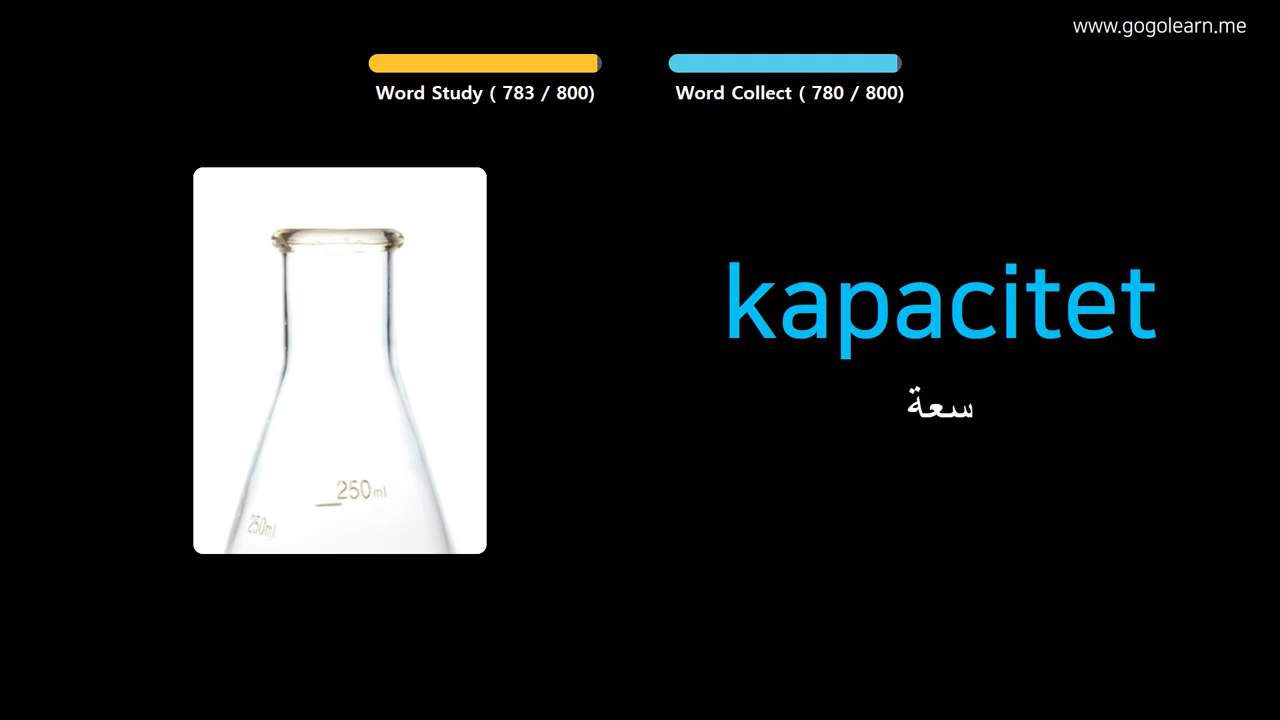 www.gogolearn.me
Word Study ( 783 / 800)
Word Collect ( 780 / 800)
kapacitet
سعة
250ml
250ml